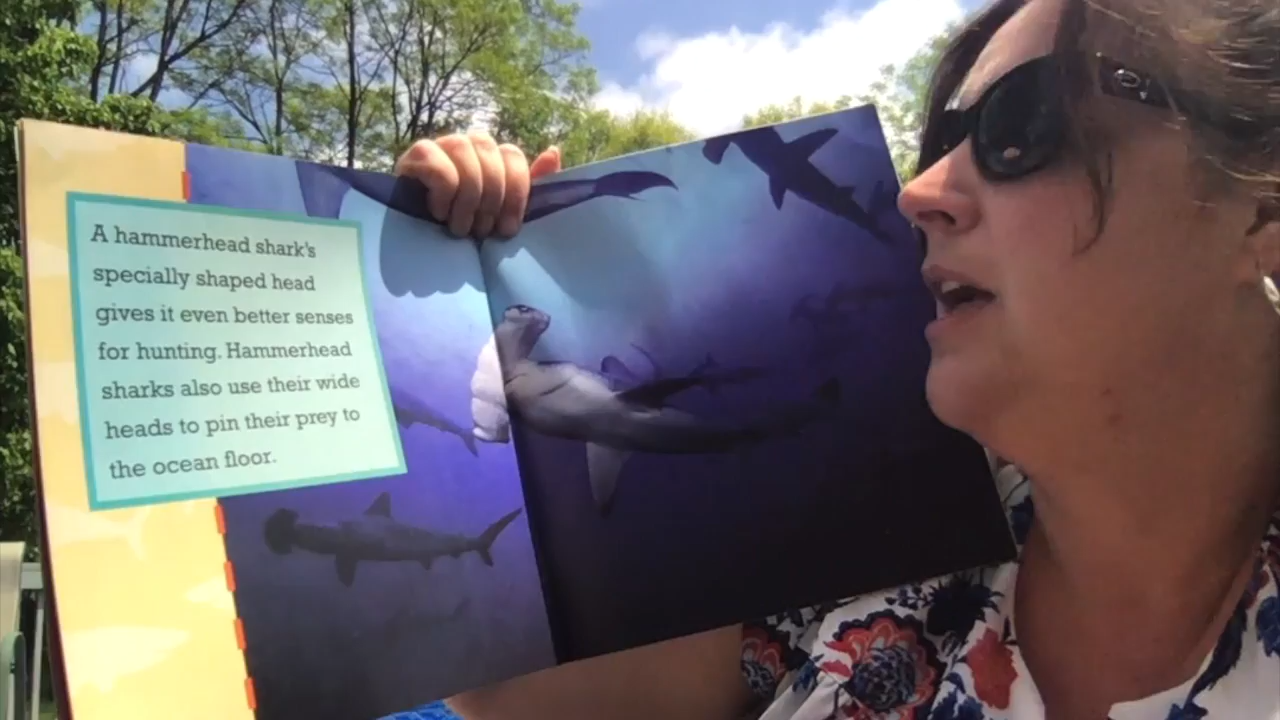 A hammerhead shark's
specially shaped head
gives it even better senses
for hunting. Hammerhead
sharks also use their wide
heads to pin their prey to
the ocean floor.